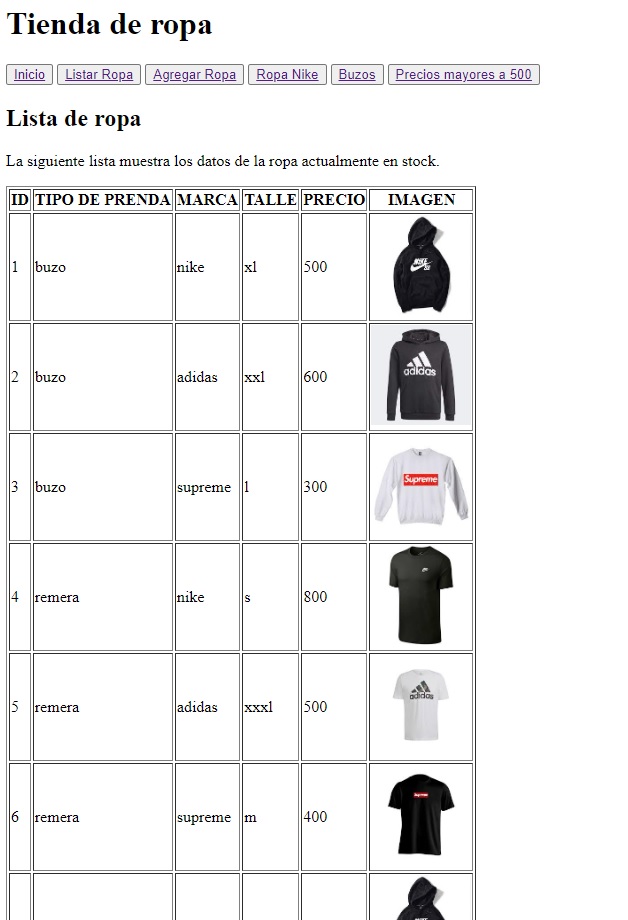 Tienda de ropa
Inicio Listar Ropa Agregar Ropa Ropa Nike Buzos Precios mayores a 500
Lista de ropa
La siguiente lista muestra los datos de la ropa actualmente en stock.
ID TIPO DE PRENDA MARCA TALLE PRECIO IMAGEN
1 buzo nike xl 500 NIKE SB
2 buzo adidas xxl 600 adidas
3 buzo supreme l 300 Supreme
4 remera nike s 800
5 remera adidas xxxl 500 adidas
6 remera supreme m 400 Supreme